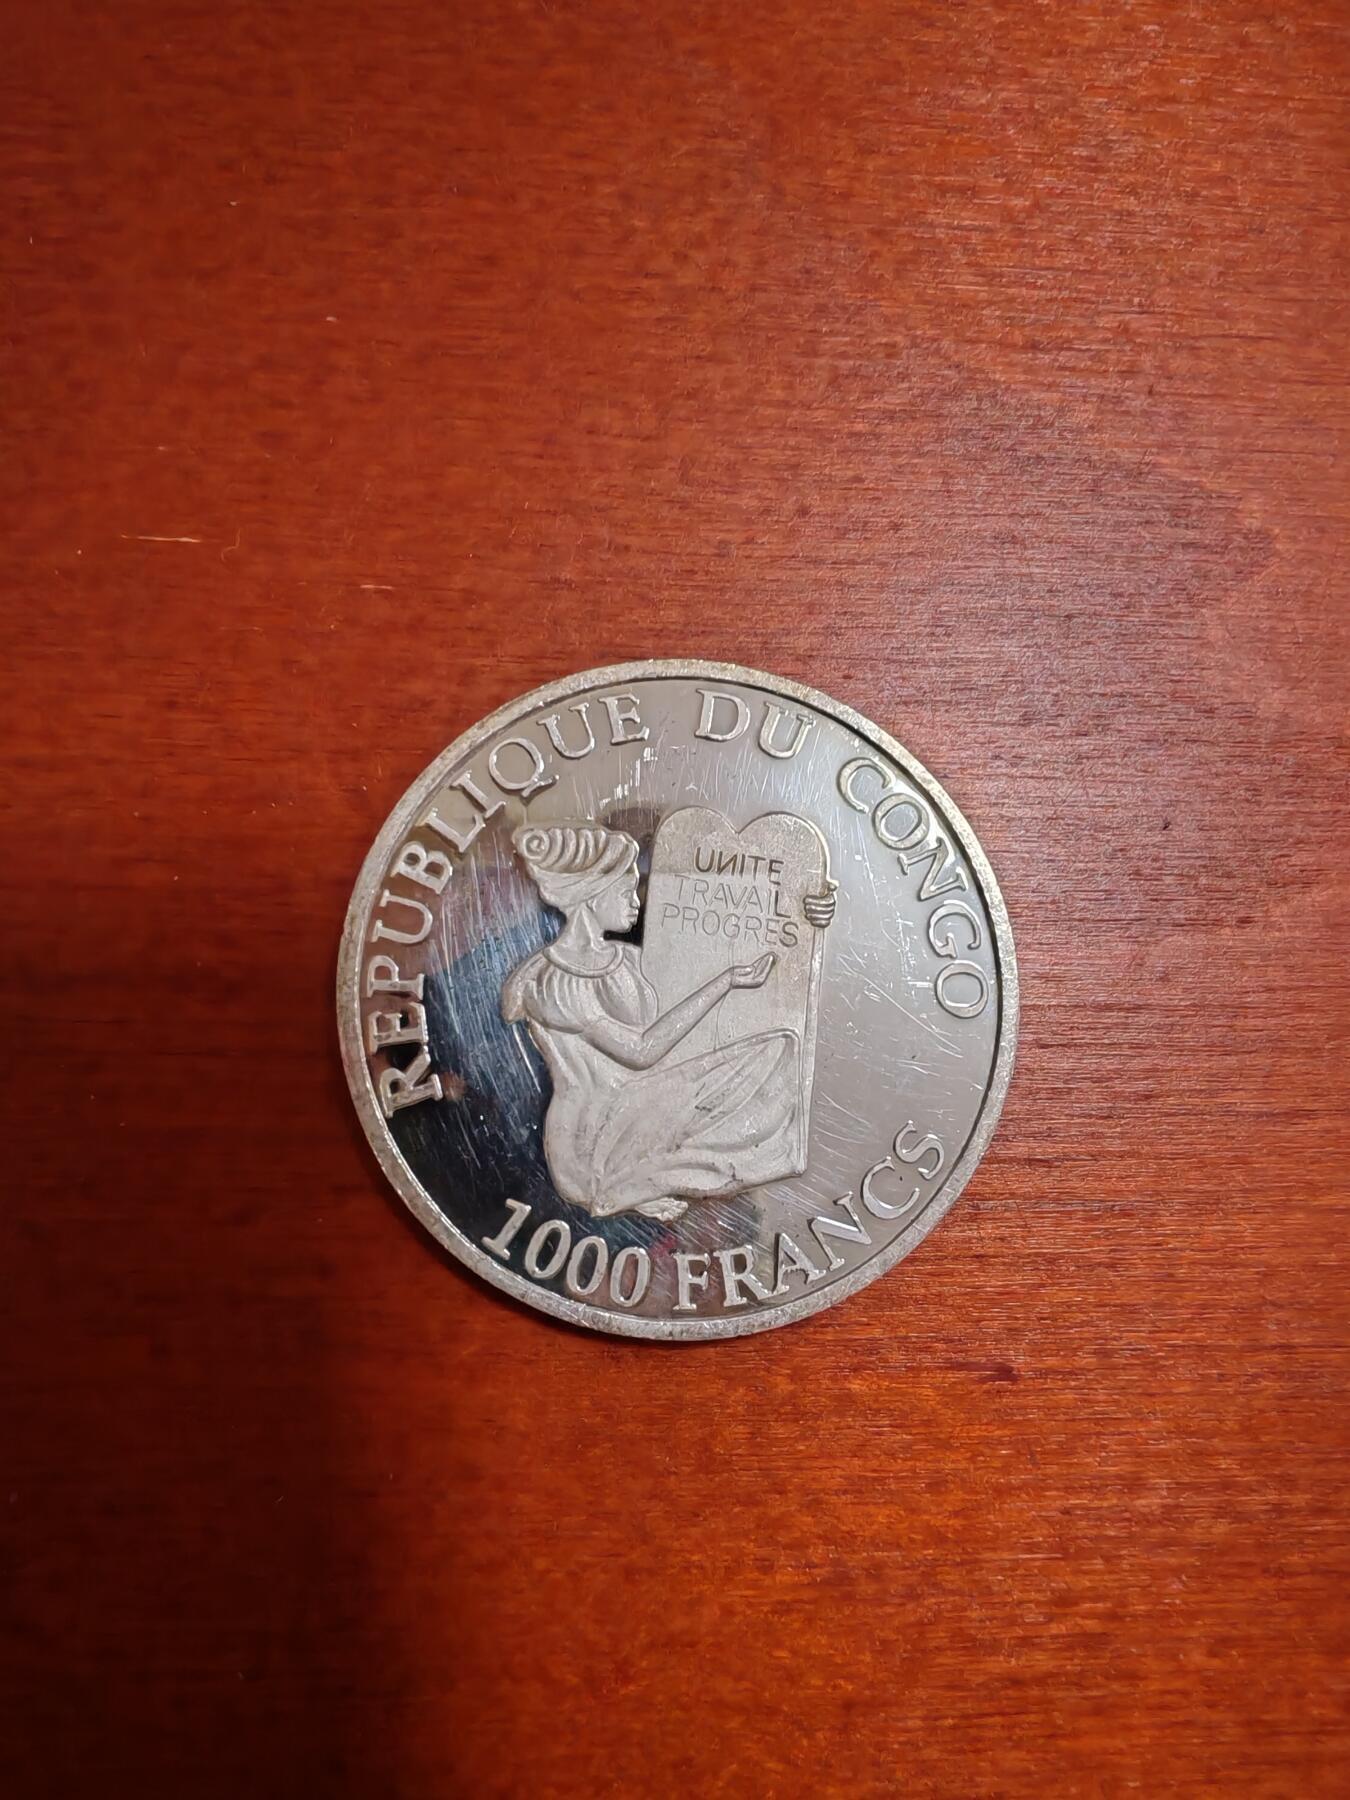 REPUBLIQUE DU CONGO
UNITE
TRAVAIL
PROGRES
1000 FRANCS